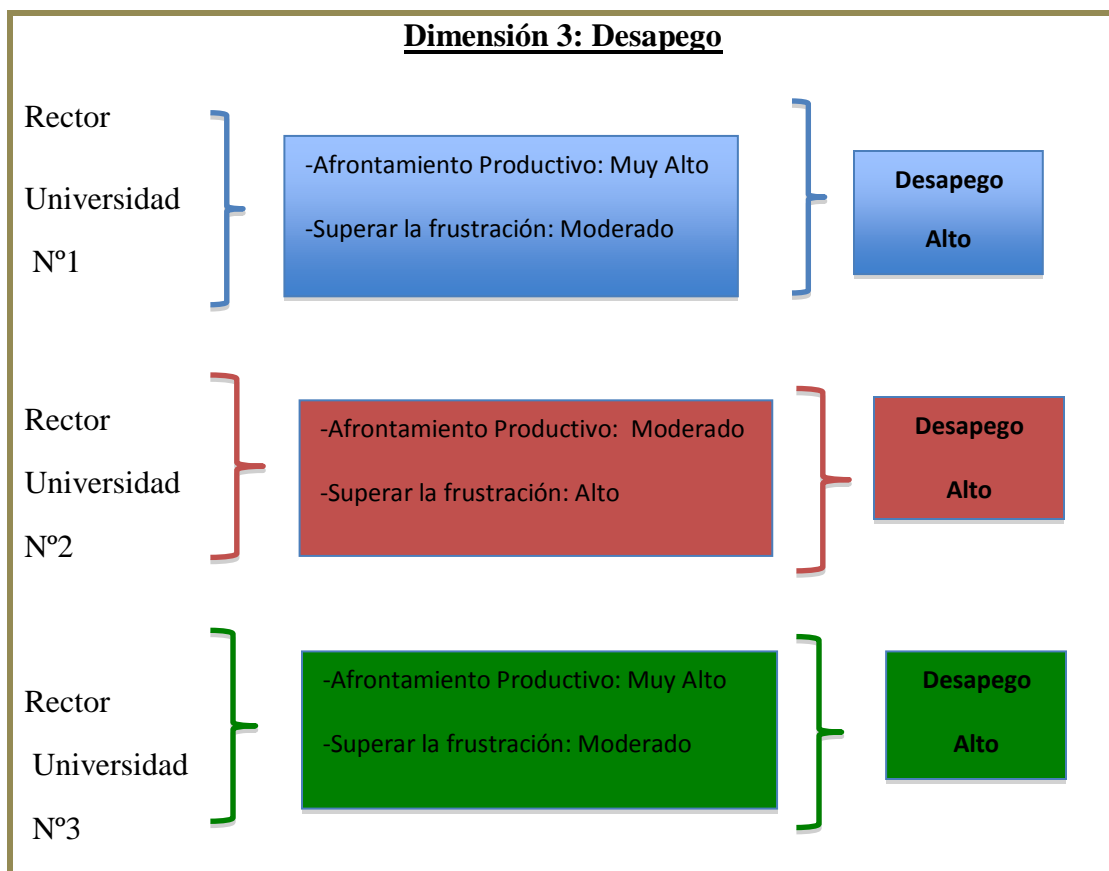 Dimensión 3: Desapego
Rector
Universidad
Nº1
-Afrontamiento Productivo: Muy Alto
-Superar la frustración: Moderado
Desapego
Alto
Rector
Universidad
Nº2
-Afrontamiento Productivo:  Moderado
-Superar la frustración: Alto
Desapego
Alto
Rector
Universidad
Nº3
-Afrontamiento Productivo: Muy Alto
-Superar la frustración: Moderado
Desapego
Alto